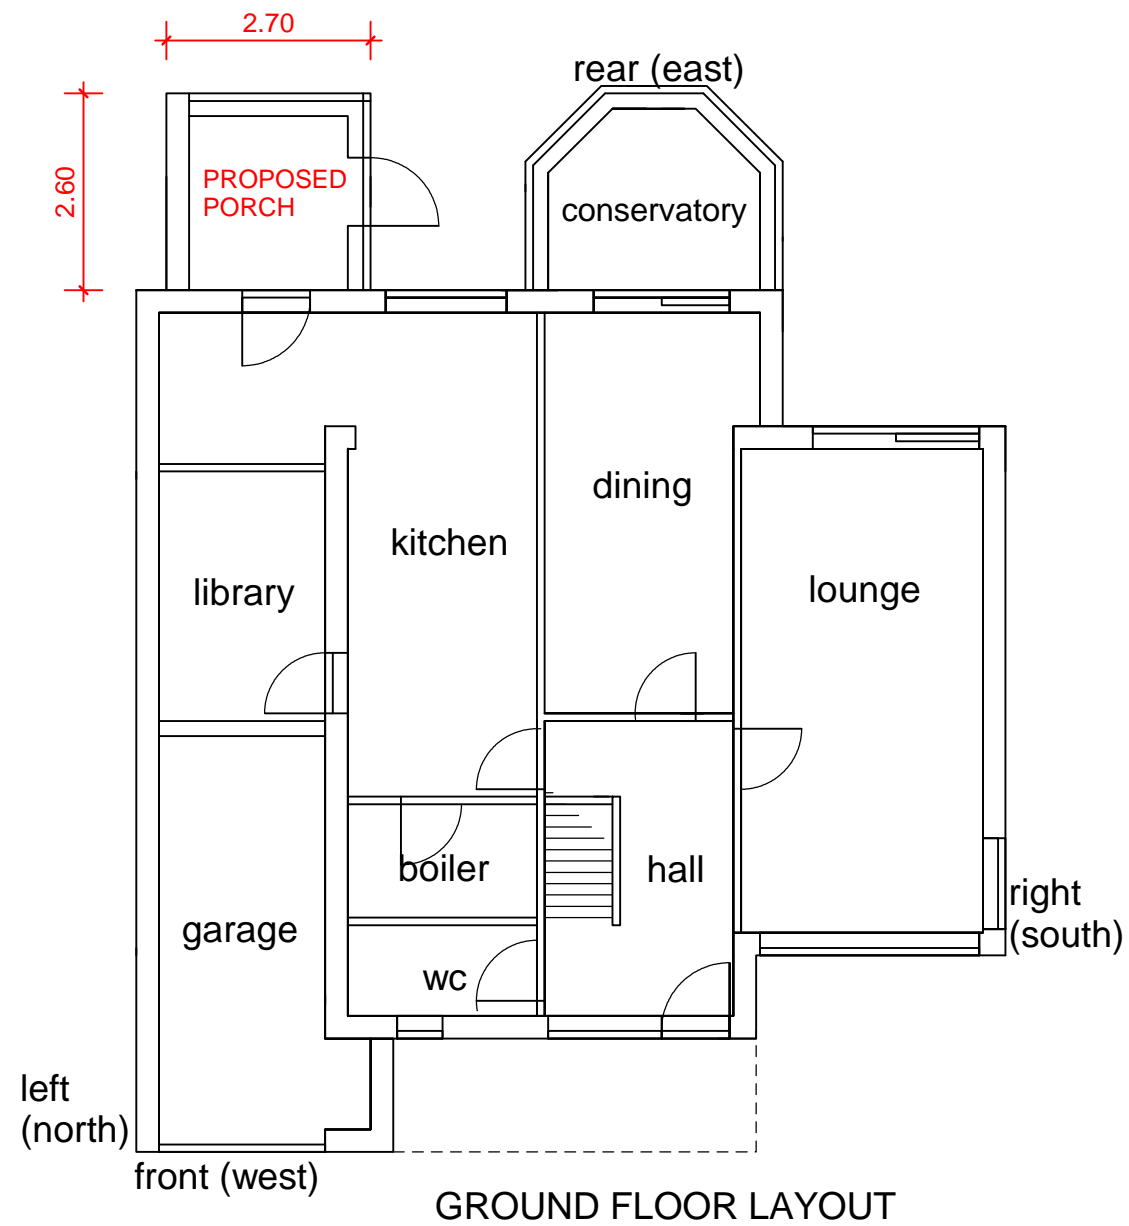 2.70
rear (east)
2.60
PROPOSED
PORCH
conservatory
dining
kitchen
library
lounge
boiler
hall
garage
right
(south)
wc
left
(north)
front (west)
GROUND FLOOR LAYOUT